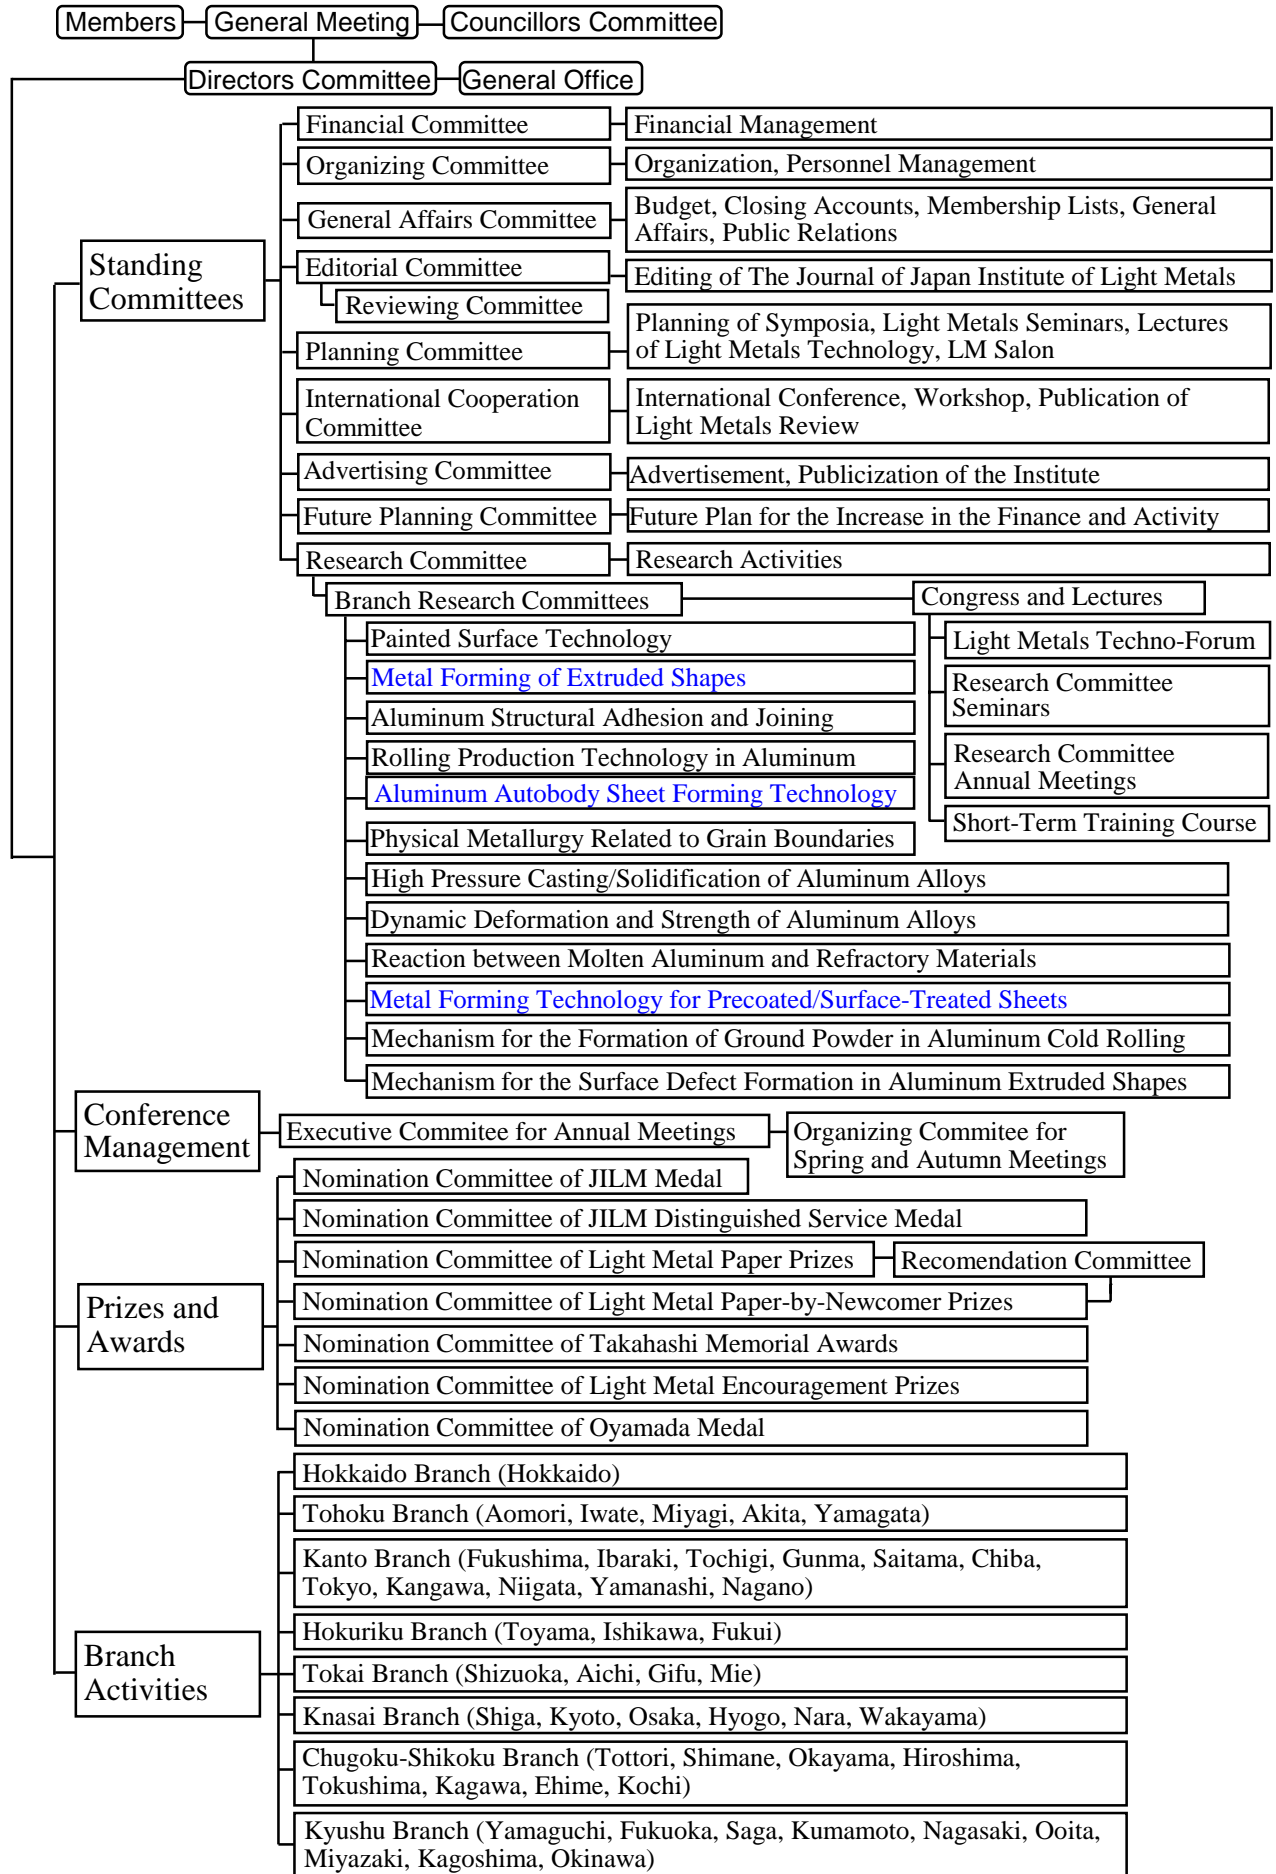 Members
General Meeting
Councillors Committee
Directors Committee
General Office
Standing
Committees
Financial Committee
Financial Management
Organizing Committee
Organization, Personnel Management
General Affairs Committee
Budget, Closing Accounts, Membership Lists, General
Affairs, Public Relations
Editorial Committee
Editing of The Journal of Japan Institute of Light Metals
Reviewing Committee
Planning Committee
Planning of Symposia, Light Metals Seminars, Lectures
of Light Metals Technology, LM Salon
International Cooperation
Committee
International Conference, Workshop, Publication of
Light Metals Review
Advertising Committee
Advertisement, Publicization of the Institute
Future Planning Committee
Future Plan for the Increase in the Finance and Activity
Research Committee
Research Activities
Branch Research Committees
Painted Surface Technology
Metal Forming of Extruded Shapes
Aluminum Structural Adhesion and Joining
Rolling Production Technology in Aluminum
Aluminum Autobody Sheet Forming Technology
Physical Metallurgy Related to Grain Boundaries
High Pressure Casting/Solidification of Aluminum Alloys
Dynamic Deformation and Strength of Aluminum Alloys
Reaction between Molten Aluminum and Refractory Materials
Metal Forming Technology for Precoated/Surface-Treated Sheets
Mechanism for the Formation of Ground Powder in Aluminum Cold Rolling
Mechanism for the Surface Defect Formation in Aluminum Extruded Shapes
Congress and Lectures
Light Metals Techno-Forum
Research Committee
Seminars
Research Committee
Annual Meetings
Short-Term Training Course
Conference
Management
Executive Commitee for Annual Meetings
Organizing Commitee for
Spring and Autumn Meetings
Prizes and
Awards
Nomination Committee of JILM Medal
Nomination Committee of JILM Distinguished Service Medal
Nomination Committee of Light Metal Paper Prizes
Recomendation Committee
Nomination Committee of Light Metal Paper-by-Newcomer Prizes
Nomination Committee of Takahashi Memorial Awards
Nomination Committee of Light Metal Encouragement Prizes
Nomination Committee of Oyamada Medal
Branch
Activities
Hokkaido Branch (Hokkaido)
Tohoku Branch (Aomori, Iwate, Miyagi, Akita, Yamagata)
Kanto Branch (Fukushima, Ibaraki, Tochigi, Gunma, Saitama, Chiba,
Tokyo, Kangawa, Niigata, Yamanashi, Nagano)
Hokuriku Branch (Toyama, Ishikawa, Fukui)
Tokai Branch (Shizuoka, Aichi, Gifu, Mie)
Knasai Branch (Shiga, Kyoto, Osaka, Hyogo, Nara, Wakayama)
Chugoku-Shikoku Branch (Tottori, Shimane, Okayama, Hiroshima,
Tokushima, Kagawa, Ehime, Kochi)
Kyushu Branch (Yamaguchi, Fukuoka, Saga, Kumamoto, Nagasaki, Ooita,
Miyazaki, Kagoshima, Okinawa)